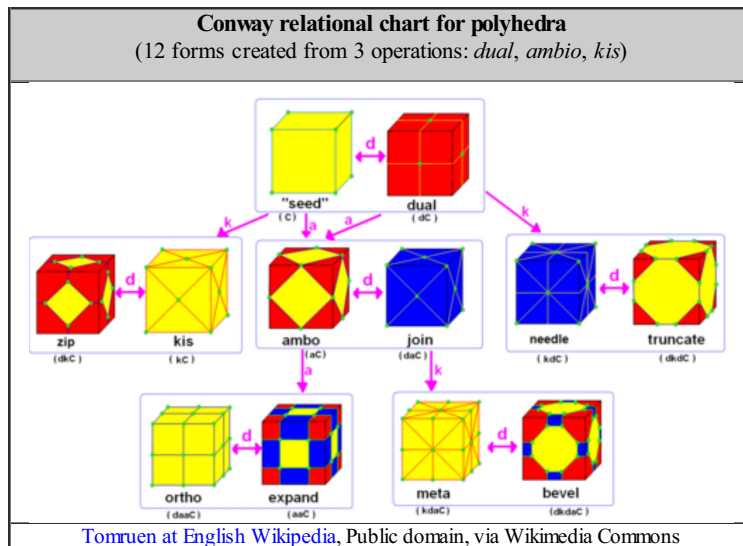 Conway relational chart for polyhedra
(12 forms created from 3 operations: dual, ambio, kis)
d
"seed"
(C)
dual
(dC)
k
a
a
k
d
zip
(dkC)
kis
(kC)
d
ambo
(aC)
join
(daC)
d
needle
(kdC)
truncate
(dkdC)
a
k
d
ortho
(daaC)
expand
(aaC)
d
meta
(kdaC)
bevel
(dkdaC)
Tomruen at English Wikipedia, Public domain, via Wikimedia Commons